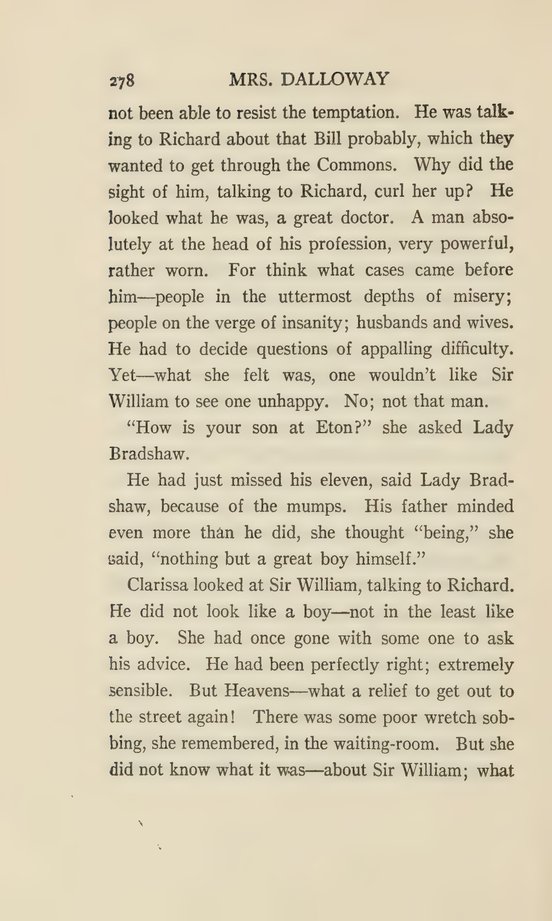 278 MRS. DALLOWAY
not been able to resist the temptation. He was talk-
ing to Richard about that Bill probably, which they
wanted to get through the Commons. Why did the
sight of him, talking to Richard, curl her up? He
looked what he was, a great doctor. A man abso-
lutely at the head of his profession, very powerful,
rather worn. For think what cases came before
him—people in the uttermost depths of misery;
people on the verge of insanity; husbands and wives.
He had to decide questions of appalling difficulty.
Yet—what she felt was, one wouldn't like Sir
William to see one unhappy. No; not that man.
"How is your son at Eton?" she asked Lady
Bradshaw.
He had just missed his eleven, said Lady Brad-
shaw, because of the mumps. His father minded
even more than he did, she thought "being," she
said, "nothing but a great boy himself."
Clarissa looked at Sir William, talking to Richard.
He did not look like a boy—not in the least like
a boy. She had once gone with some one to ask
his advice. He had been perfectly right; extremely
sensible. But Heavens—what a relief to get out to
the street again! There was some poor wretch sob-
bing, she remembered, in the waiting-room. But she
did not know what it was—about Sir William; what